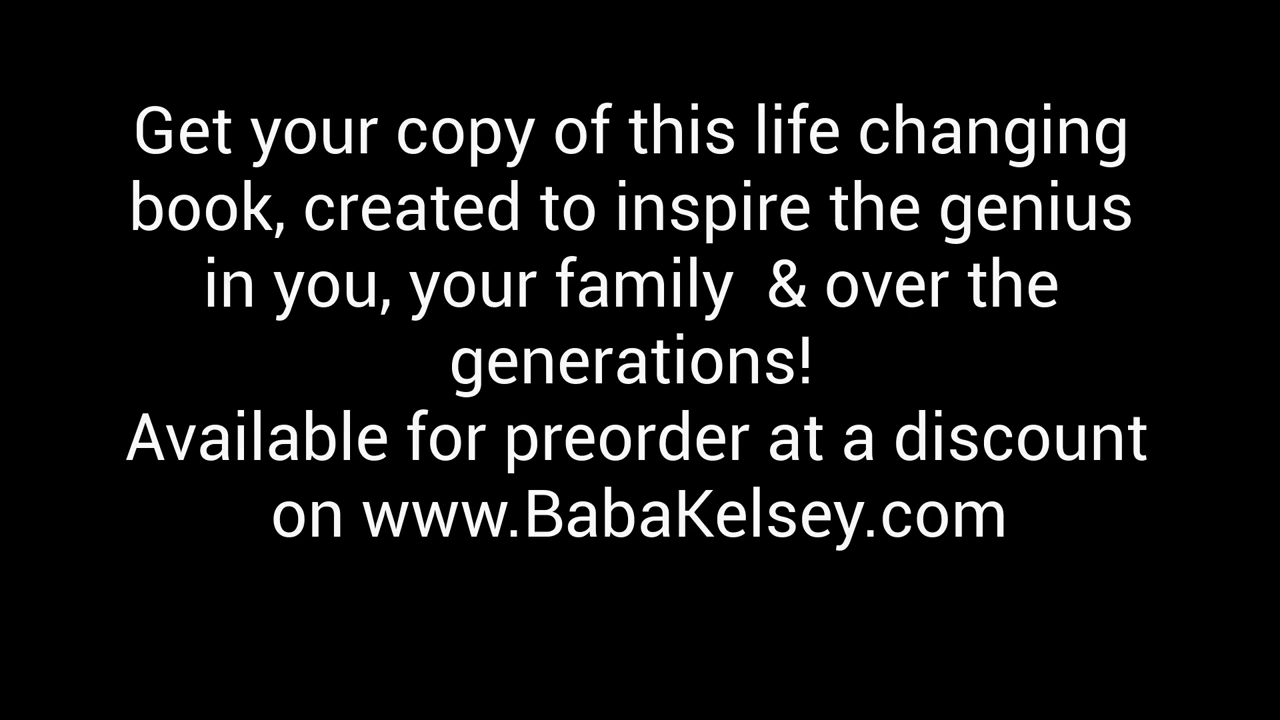 Get your copy of this life changing
book, created to inspire the genius
in you, your family  & over the
generations!
Available for preorder at a discount
on www.BabaKelsey.com